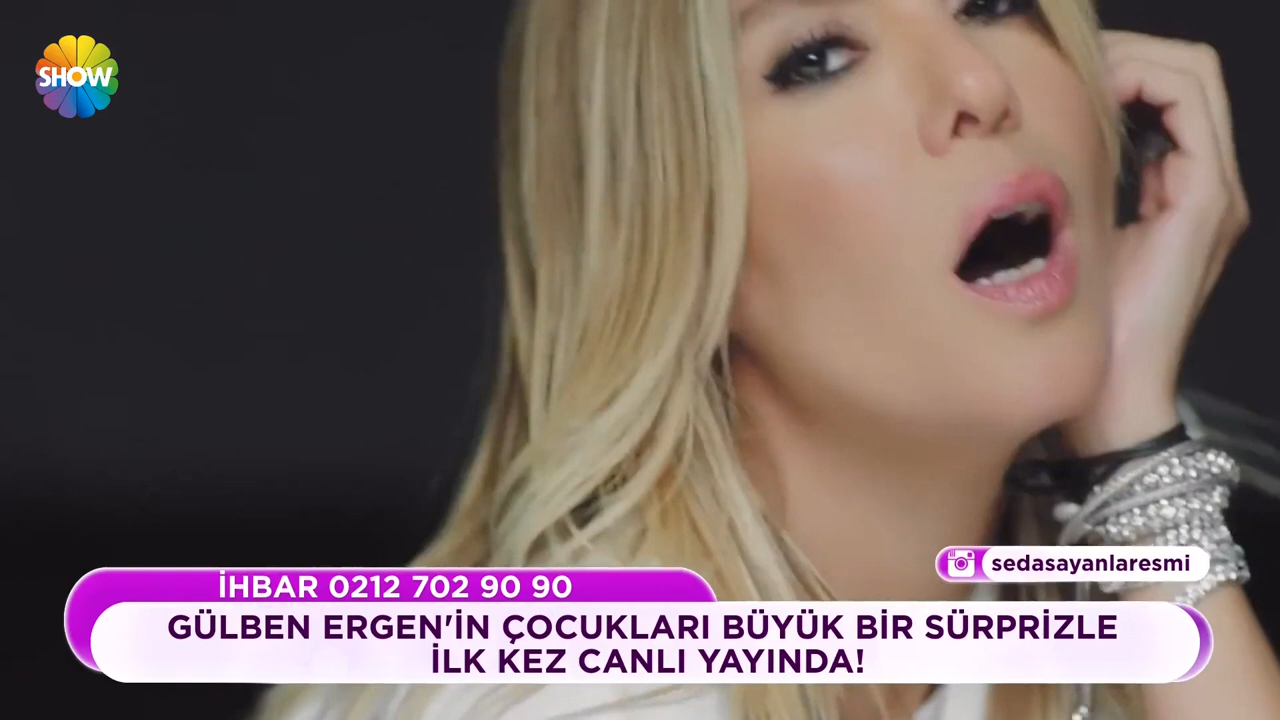 SHOW
sedasayanlaresmi
İHBAR 0212 702 90 90
GÜLBEN ERGEN'İN ÇOCUKLARI BÜYÜK BİR SÜRPRİZLE
İLK KEZ CANLI YAYINDA!